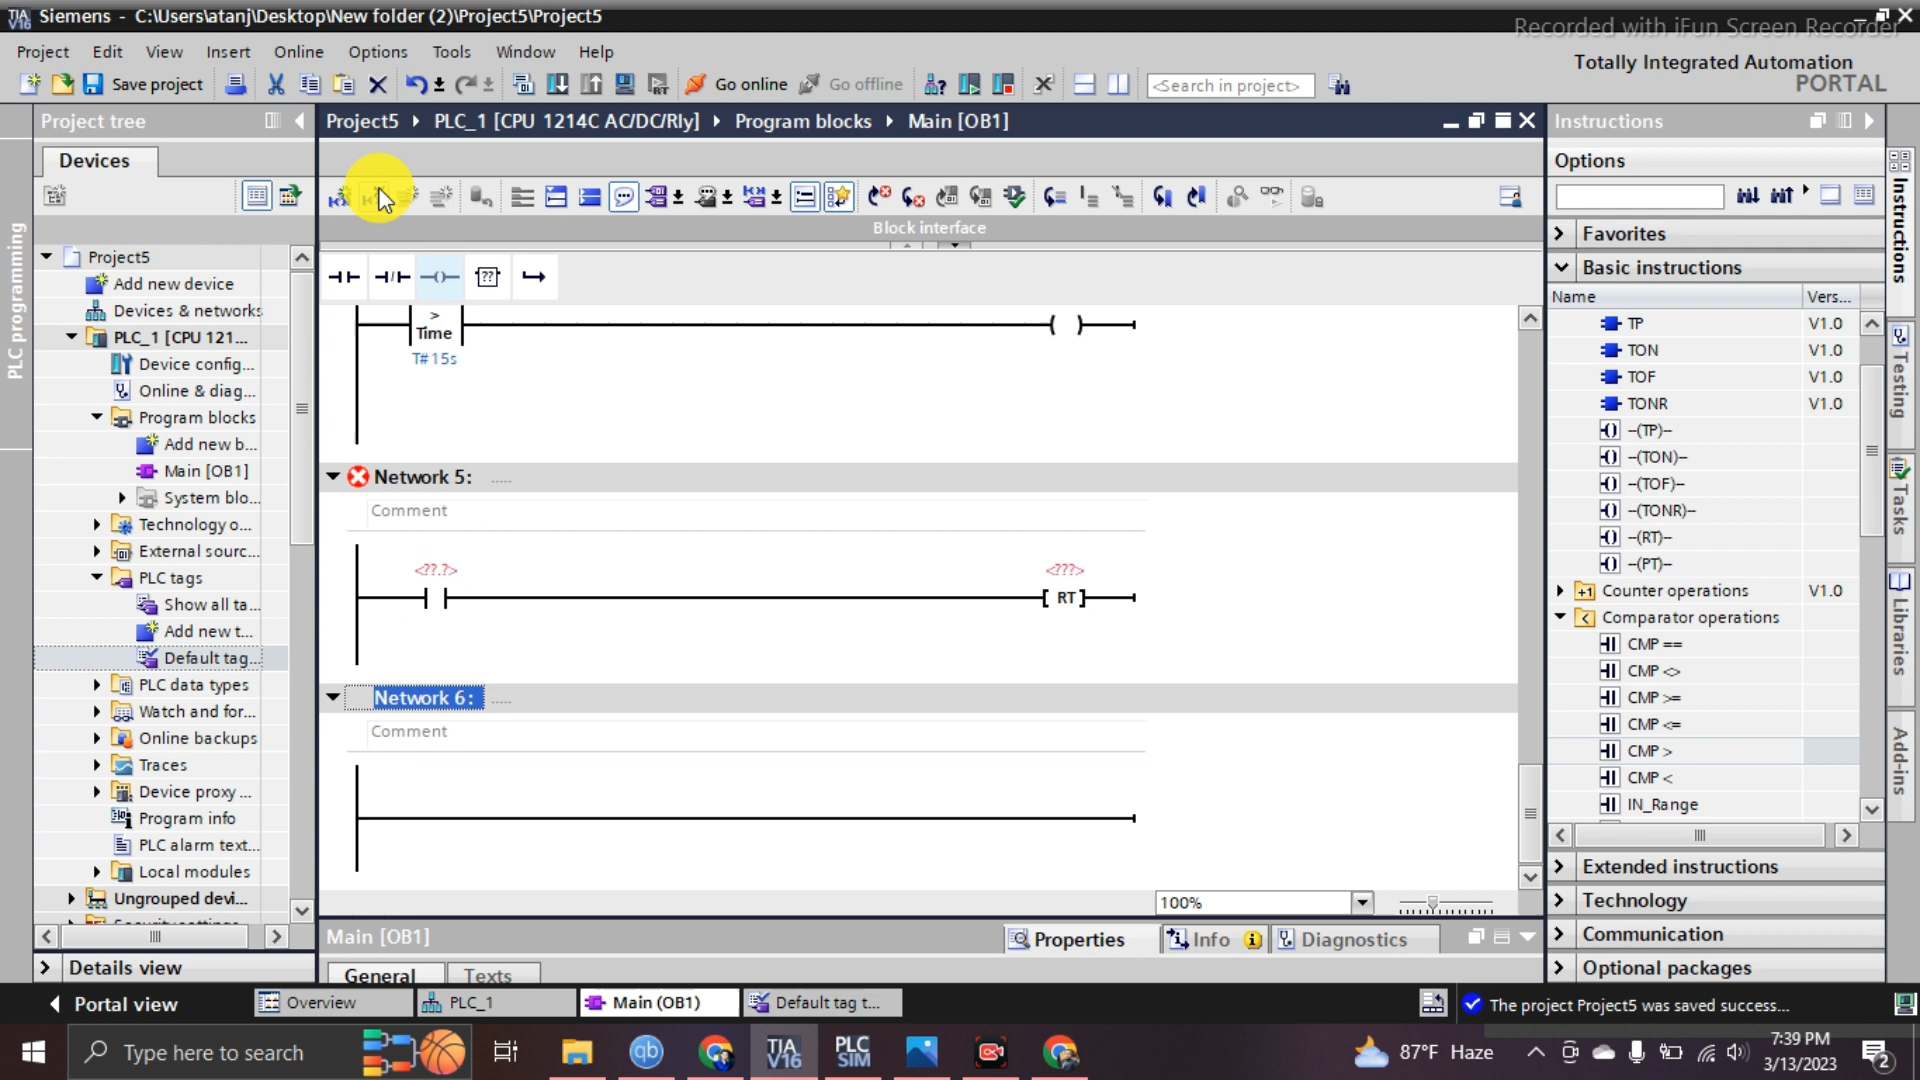 TIA V16 Siemens - C:\Users\atanj\Desktop\New folder (2)\Project5\Project5
Recorded with iFun Screen Recorder
Project Edit View Insert Online Options Tools Window Help
Totally Integrated Automation
PORTAL
Save project Go online Go offline <Search in project>
Project tree
Project5 PLC_1 [CPU 1214C AC/DC/Rly] Program blocks Main [OB1]
Instructions
Devices
Options
Block interface
PLC programming
Project5
Add new device
Devices & networks
PLC_1 [CPU 121...
Device config...
Online & diag...
Program blocks
Add new b...
Main [OB1]
System blo...
Technology o...
External sourc...
PLC tags
Show all ta...
Add new t...
Default tag...
PLC data types
Watch and for...
Online backups
Traces
Device proxy ...
Program info
PLC alarm text...
Local modules
Ungrouped devi...
Details view
??
>
Time
T#15s
Network 5: .....
Comment
<??.?>
<???>
RT
Network 6: .....
Comment
100%
Main [OB1]
Properties Info Diagnostics
General Texts
Favorites
Basic instructions
Name Vers...
TP V1.0
TON V1.0
TOF V1.0
TONR V1.0
–(TP)–
–(TON)–
–(TOF)–
–(TONR)–
–(RT)–
–(PT)–
Counter operations V1.0
Comparator operations
CMP ==
CMP <>
CMP >=
CMP <=
CMP >
CMP <
IN_Range
Extended instructions
Technology
Communication
Optional packages
Instructions
Testing
Tasks
Libraries
Add-ins
Portal view Overview PLC_1 Main (OB1) Default tag t... The project Project5 was saved success...
Type here to search
qb
TIA V16
PLC SIM
87°F Haze
7:39 PM
3/13/2023
2